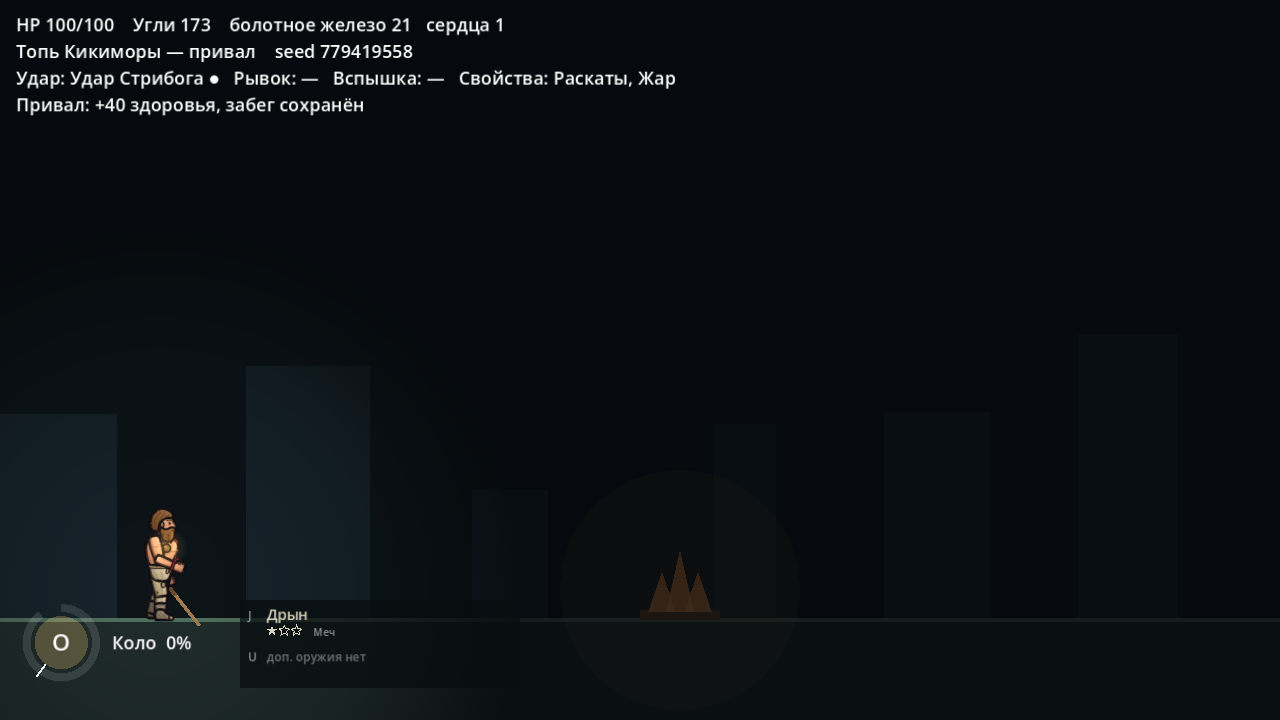 HP 100/100 Угли 173 болотное железо 21 сердца 1
Топь Кикиморы — привал seed 779419558
Удар: Удар Стрибога ● Рывок: — Вспышка: — Свойства: Раскаты, Жар
Привал: +40 здоровья, забег сохранён
J Дрын
★☆☆ Меч
О Коло 0%
U доп. оружия нет